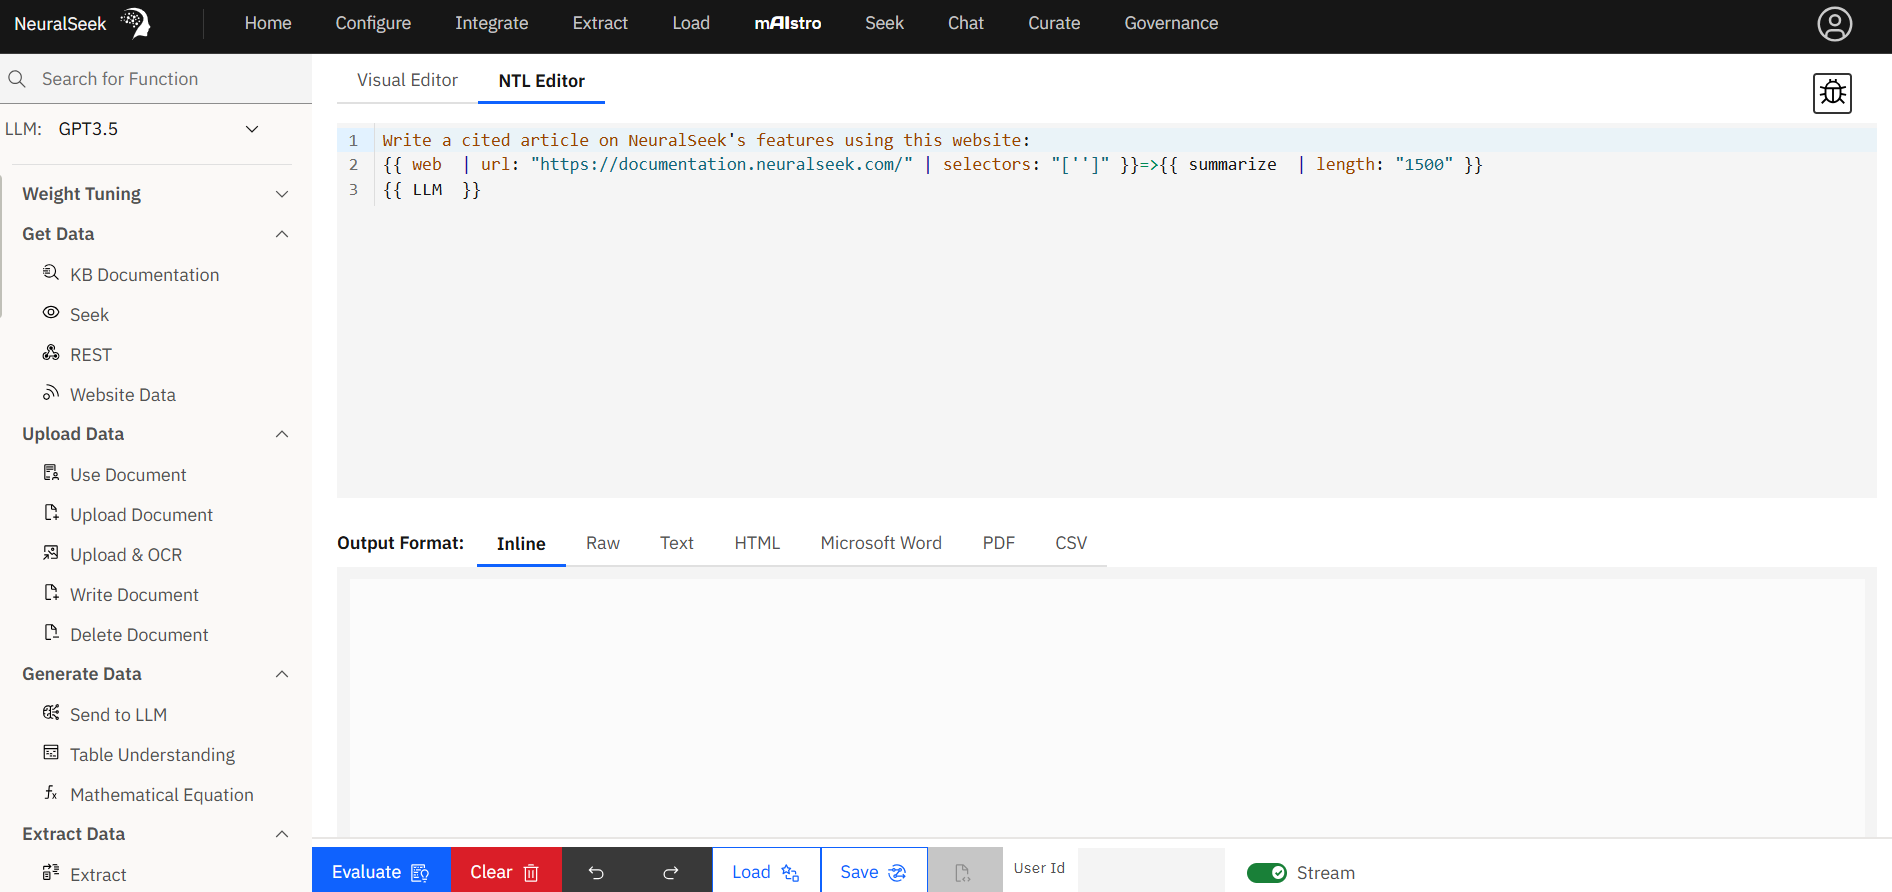 NeuralSeek
Home Configure Integrate Extract Load mAIstro Seek Chat Curate Governance
Search for Function
LLM: GPT3.5
Weight Tuning
Get Data
KB Documentation
Seek
REST
Website Data
Upload Data
Use Document
Upload Document
Upload & OCR
Write Document
Delete Document
Generate Data
Send to LLM
Table Understanding
Mathematical Equation
Extract Data
Extract
Visual Editor NTL Editor
1 Write a cited article on NeuralSeek's features using this website:
2 {{ web | url: "https://documentation.neuralseek.com/" | selectors: "['']" }}=>{{ summarize | length: "1500" }}
3 {{ LLM }}
Output Format: Inline Raw Text HTML Microsoft Word PDF CSV
Evaluate Clear Load Save User Id Stream